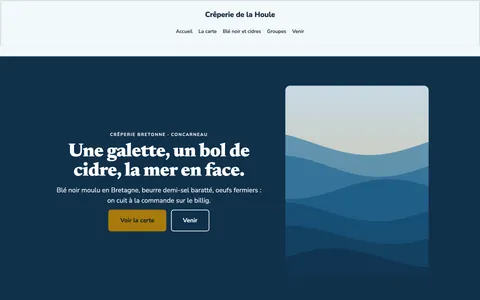 Crêperie de la Houle
Accueil La carte Blé noir et cidres Groupes Venir
CRÊPERIE BRETONNE · CONCARNEAU
Une galette, un bol de
cidre, la mer en face.
Blé noir moulu en Bretagne, beurre demi-sel baratté, oeufs fermiers :
on cuit à la commande sur le billig.
Voir la carte Venir